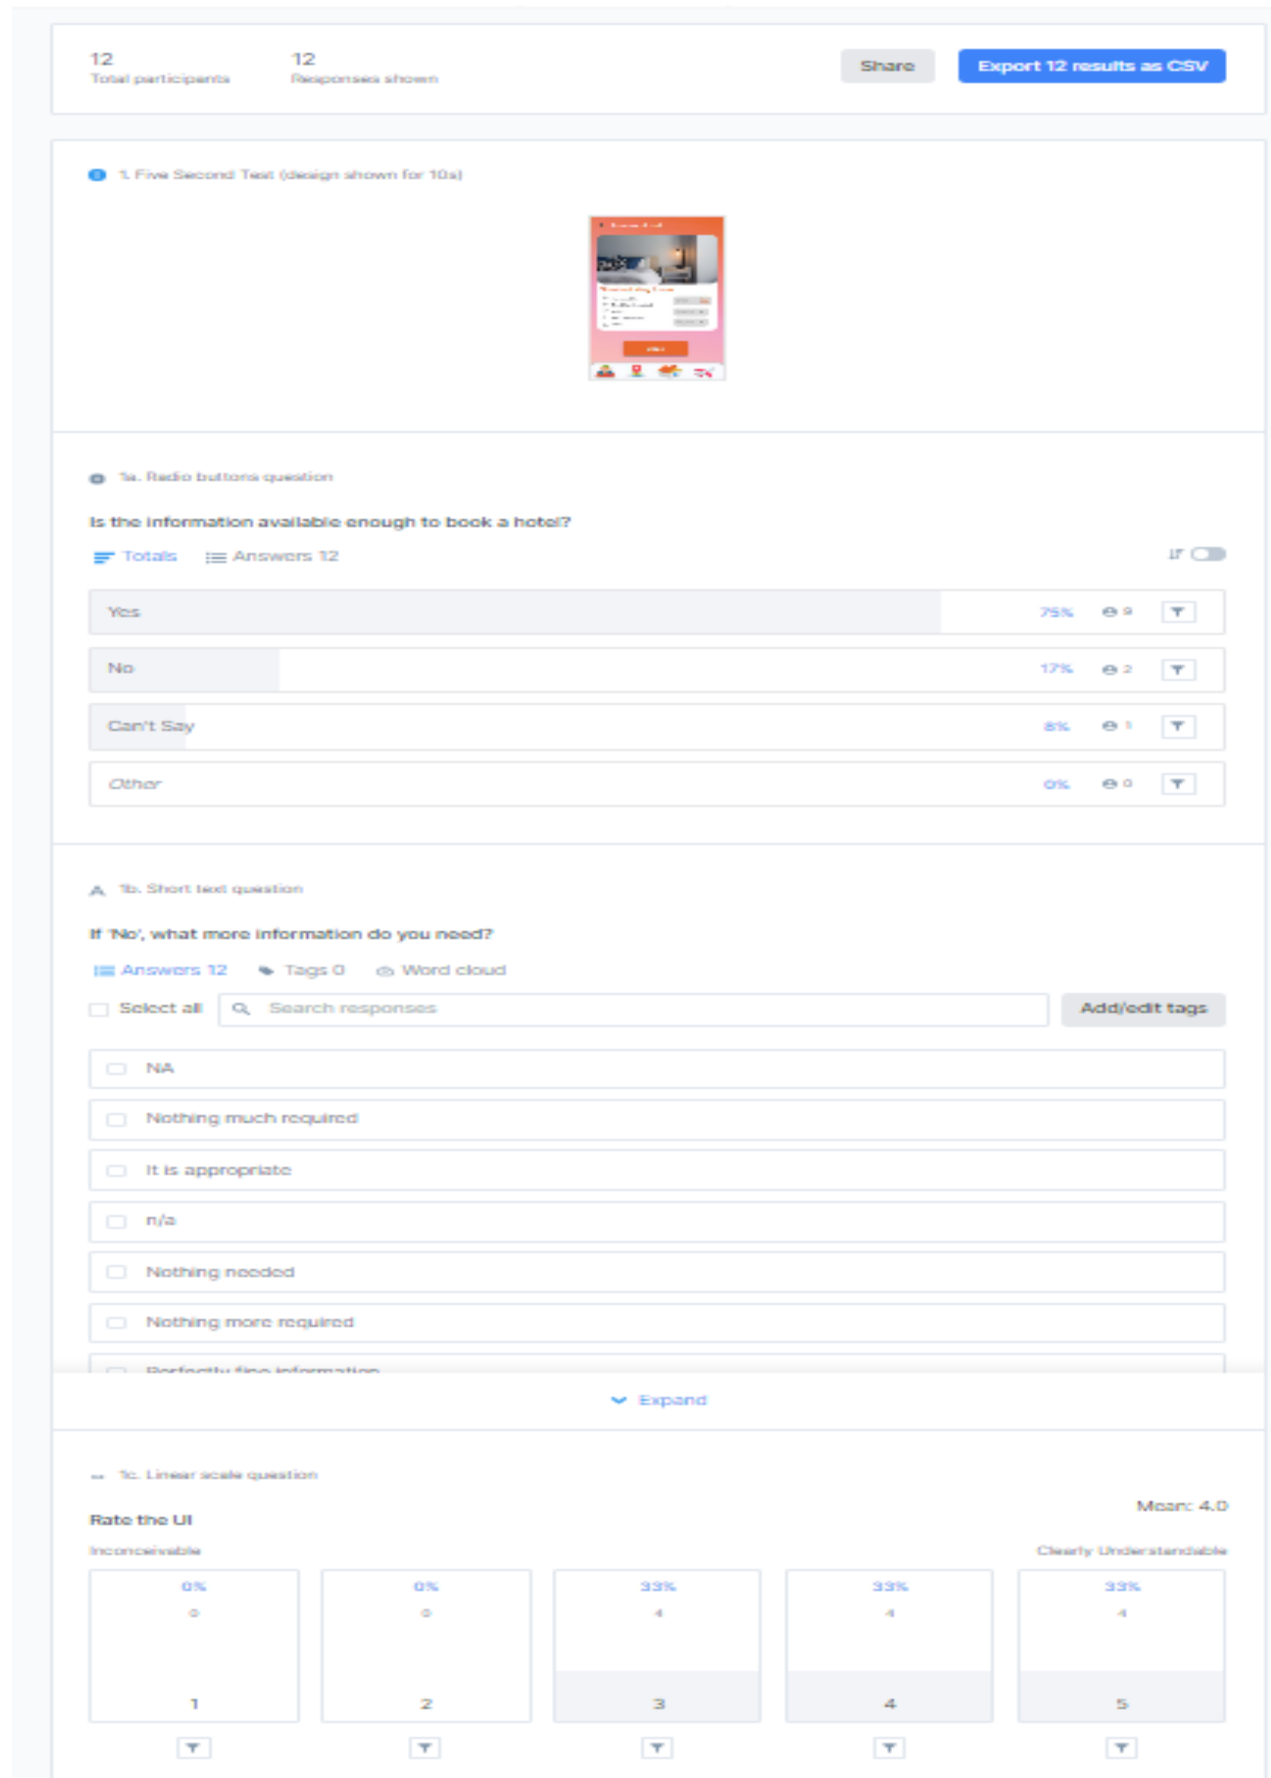 12
Total participants
12
Responses shown
Share
Export 12 results as CSV
1. Five Second Test (design shown for 10s)
1a. Radio buttons question
Is the information available enough to book a hotel?
Totals
Answers 12
Yes 75% 9
No 17% 2
Can't Say 8% 1
Other 0% 0
1b. Short text question
If 'No', what more information do you need?
Answers 12 Tags 0 Word cloud
Select all Search responses Add/edit tags
NA
Nothing much required
It is appropriate
n/a
Nothing needed
Nothing more required
Perfectly fine information
Expand
1c. Linear scale question
Mean: 4.0
Rate the UI
Inconceivable Clearly Understandable
0% 0% 33% 33% 33%
0 0 4 4 4
1 2 3 4 5